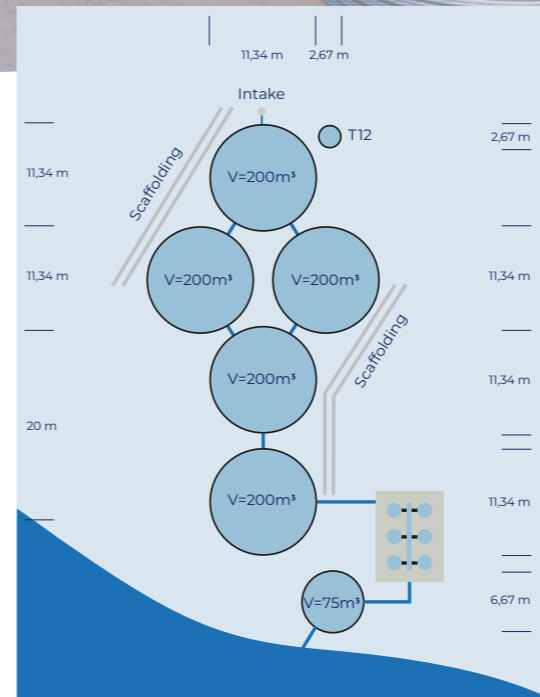 11,34 m 2,67 m
Intake
T12
2,67 m
Scaffolding
11,34 m
V=200m³
11,34 m
V=200m³ V=200m³
11,34 m
Scaffolding
V=200m³
11,34 m
20 m
V=200m³
11,34 m
V=75m³
6,67 m